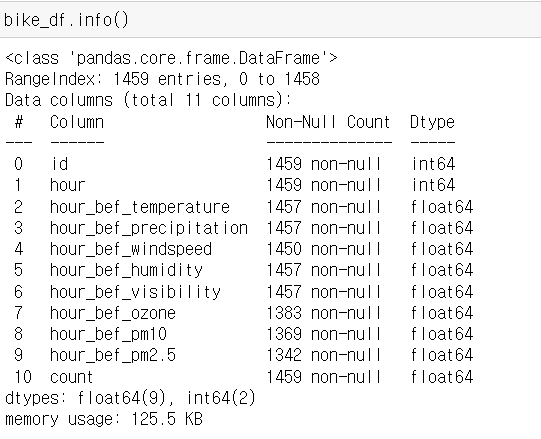 bike_df.info()
<class 'pandas.core.frame.DataFrame'>
RangeIndex: 1459 entries, 0 to 1458
Data columns (total 11 columns):
 #   Column                  Non-Null Count  Dtype
---  ------                  --------------  -----
 0   id                      1459 non-null   int64
 1   hour                    1459 non-null   int64
 2   hour_bef_temperature    1457 non-null   float64
 3   hour_bef_precipitation  1457 non-null   float64
 4   hour_bef_windspeed      1450 non-null   float64
 5   hour_bef_humidity       1457 non-null   float64
 6   hour_bef_visibility     1457 non-null   float64
 7   hour_bef_ozone          1383 non-null   float64
 8   hour_bef_pm10           1369 non-null   float64
 9   hour_bef_pm2.5          1342 non-null   float64
 10  count                   1459 non-null   float64
dtypes: float64(9), int64(2)
memory usage: 125.5 KB